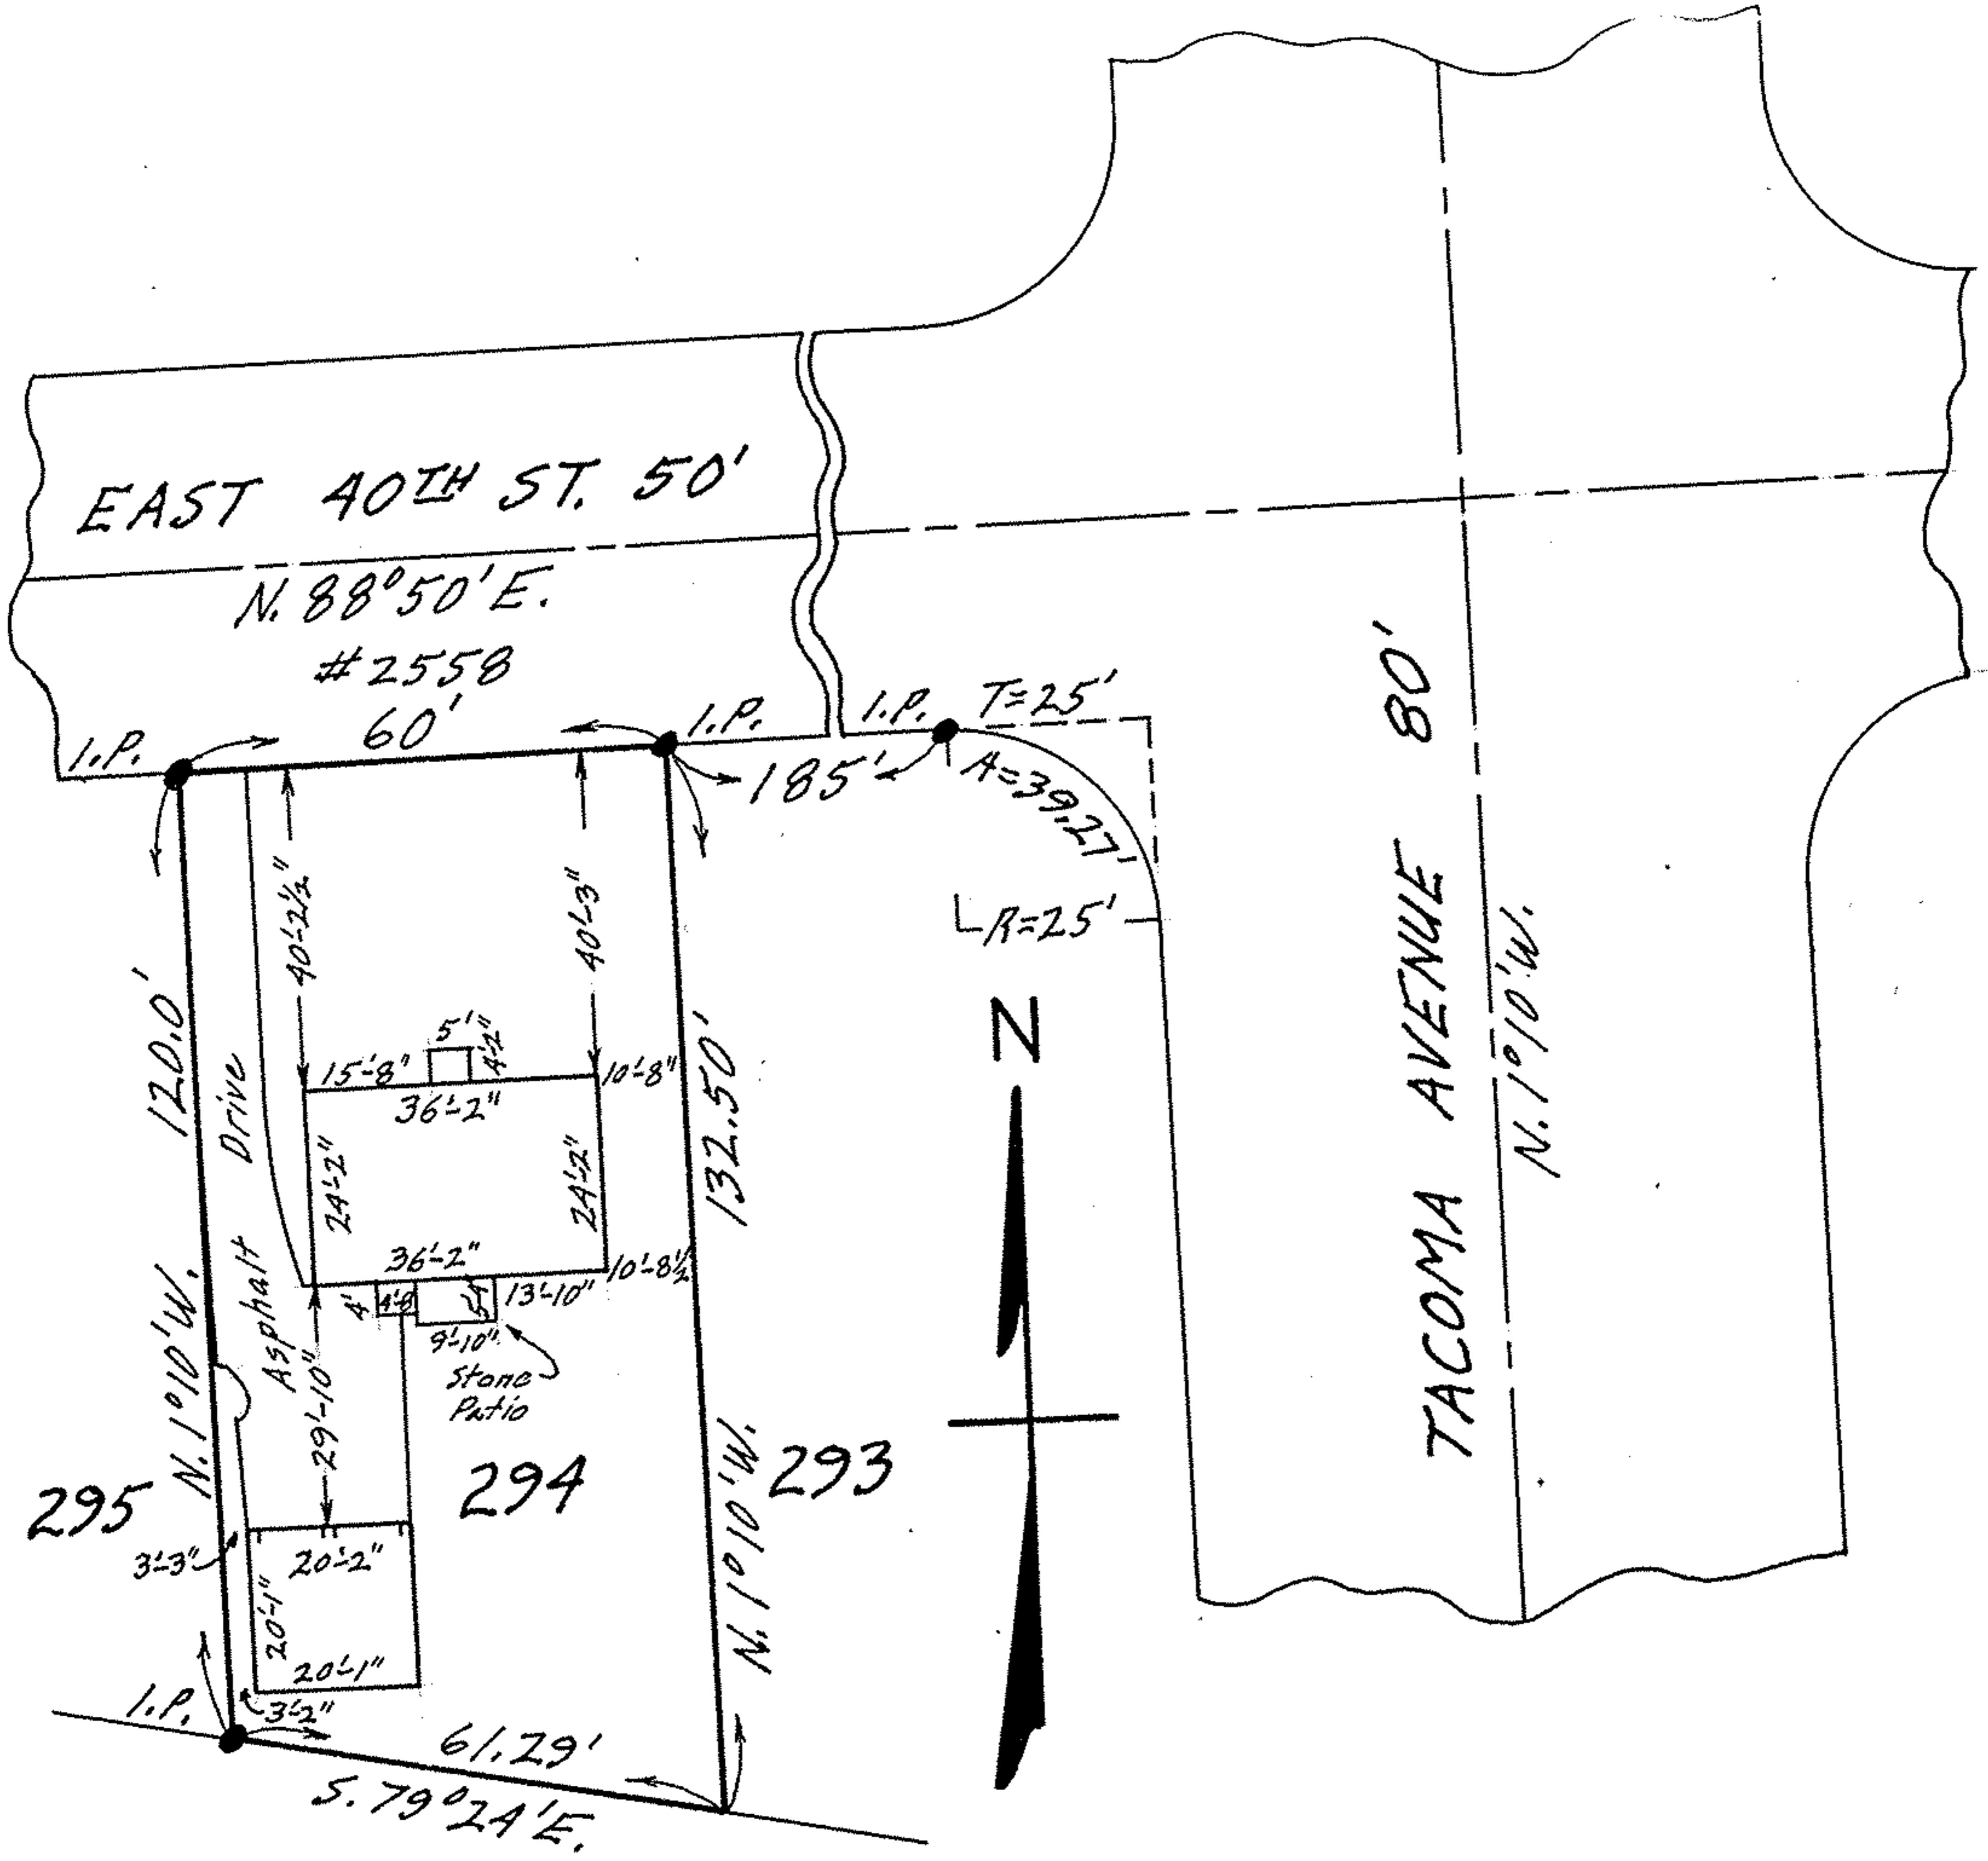 EAST 40TH ST. 50'
N. 88°50' E.
#2558
60'
I.P.
I.P.
I.P.
T=25'
185'
A=39.27'
R=25'
TACOMA AVENUE 80'
N. 1°10' W.
N
40'-2½"
40'-3"
120.0'
N. 1°10' W.
Asphalt Drive
5'
4'-2"
15'-8"
10'-8"
36'-2"
24'-2"
24'-2"
132.50'
N. 1°10' W.
36'-2"
10'-8½
4'
4'-8"
13'-10"
9'-10"
Stone
Patio
29'-10"
295
294
293
3'-3"
20'-2"
20'-1"
20'-1"
3'-2"
I.P.
61.29'
S. 79°24' E.